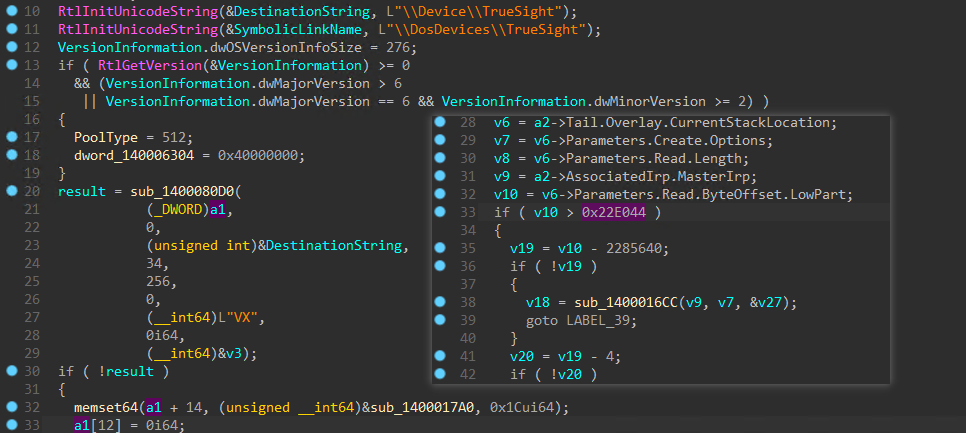 10 RtlInitUnicodeString(&DestinationString, L"\\Device\\TrueSight");
11 RtlInitUnicodeString(&SymbolicLinkName, L"\\DosDevices\\TrueSight");
12 VersionInformation.dwOSVersionInfoSize = 276;
13 if ( RtlGetVersion(&VersionInformation) >= 0
14 && (VersionInformation.dwMajorVersion > 6
15 || VersionInformation.dwMajorVersion == 6 && VersionInformation.dwMinorVersion >= 2) )
16 {
17 PoolType = 512;
18 dword_140006304 = 0x40000000;
19 }
20 result = sub_1400080D0(
21 (_DWORD)a1,
22 0,
23 (unsigned int)&DestinationString,
24 34,
25 256,
26 0,
27 (__int64)L"VX",
28 0i64,
29 (__int64)&v3);
30 if ( !result )
31 {
32 memset64(a1 + 14, (unsigned __int64)&sub_1400017A0, 0x1Cui64);
33 a1[12] = 0i64;
28 v6 = a2->Tail.Overlay.CurrentStackLocation;
29 v7 = v6->Parameters.Create.Options;
30 v8 = v6->Parameters.Read.Length;
31 v9 = a2->AssociatedIrp.MasterIrp;
32 v10 = v6->Parameters.Read.ByteOffset.LowPart;
33 if ( v10 > 0x22E044 )
34 {
35 v19 = v10 - 2285640;
36 if ( !v19 )
37 {
38 v18 = sub_1400016CC(v9, v7, &v27);
39 goto LABEL_39;
40 }
41 v20 = v19 - 4;
42 if ( !v20 )